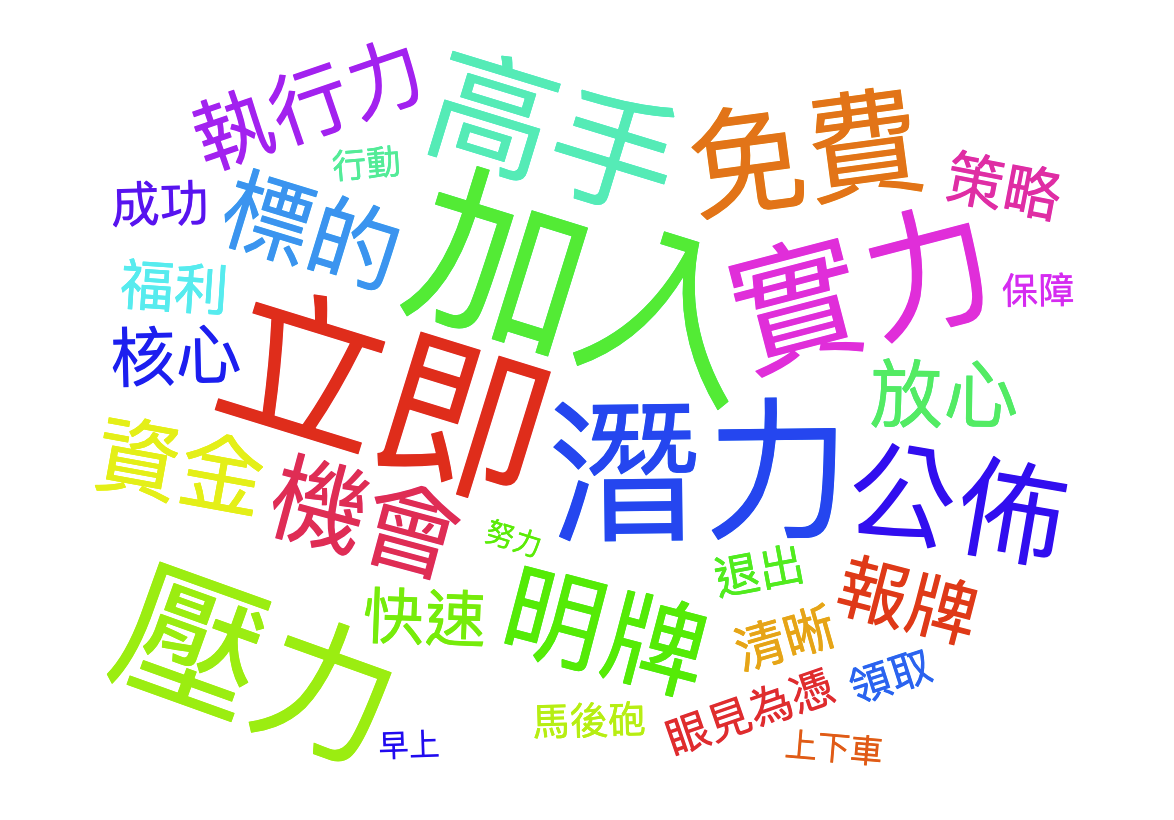 執行力
高手
免費
行動
策略
成功
標的
加入
實力
福利
保障
核心
立即
放心
潛力
資金
公佈
機會
努力
退出
報牌
快速
明牌
清晰
壓力
領取
眼見為憑
馬後砲
早上
上下車